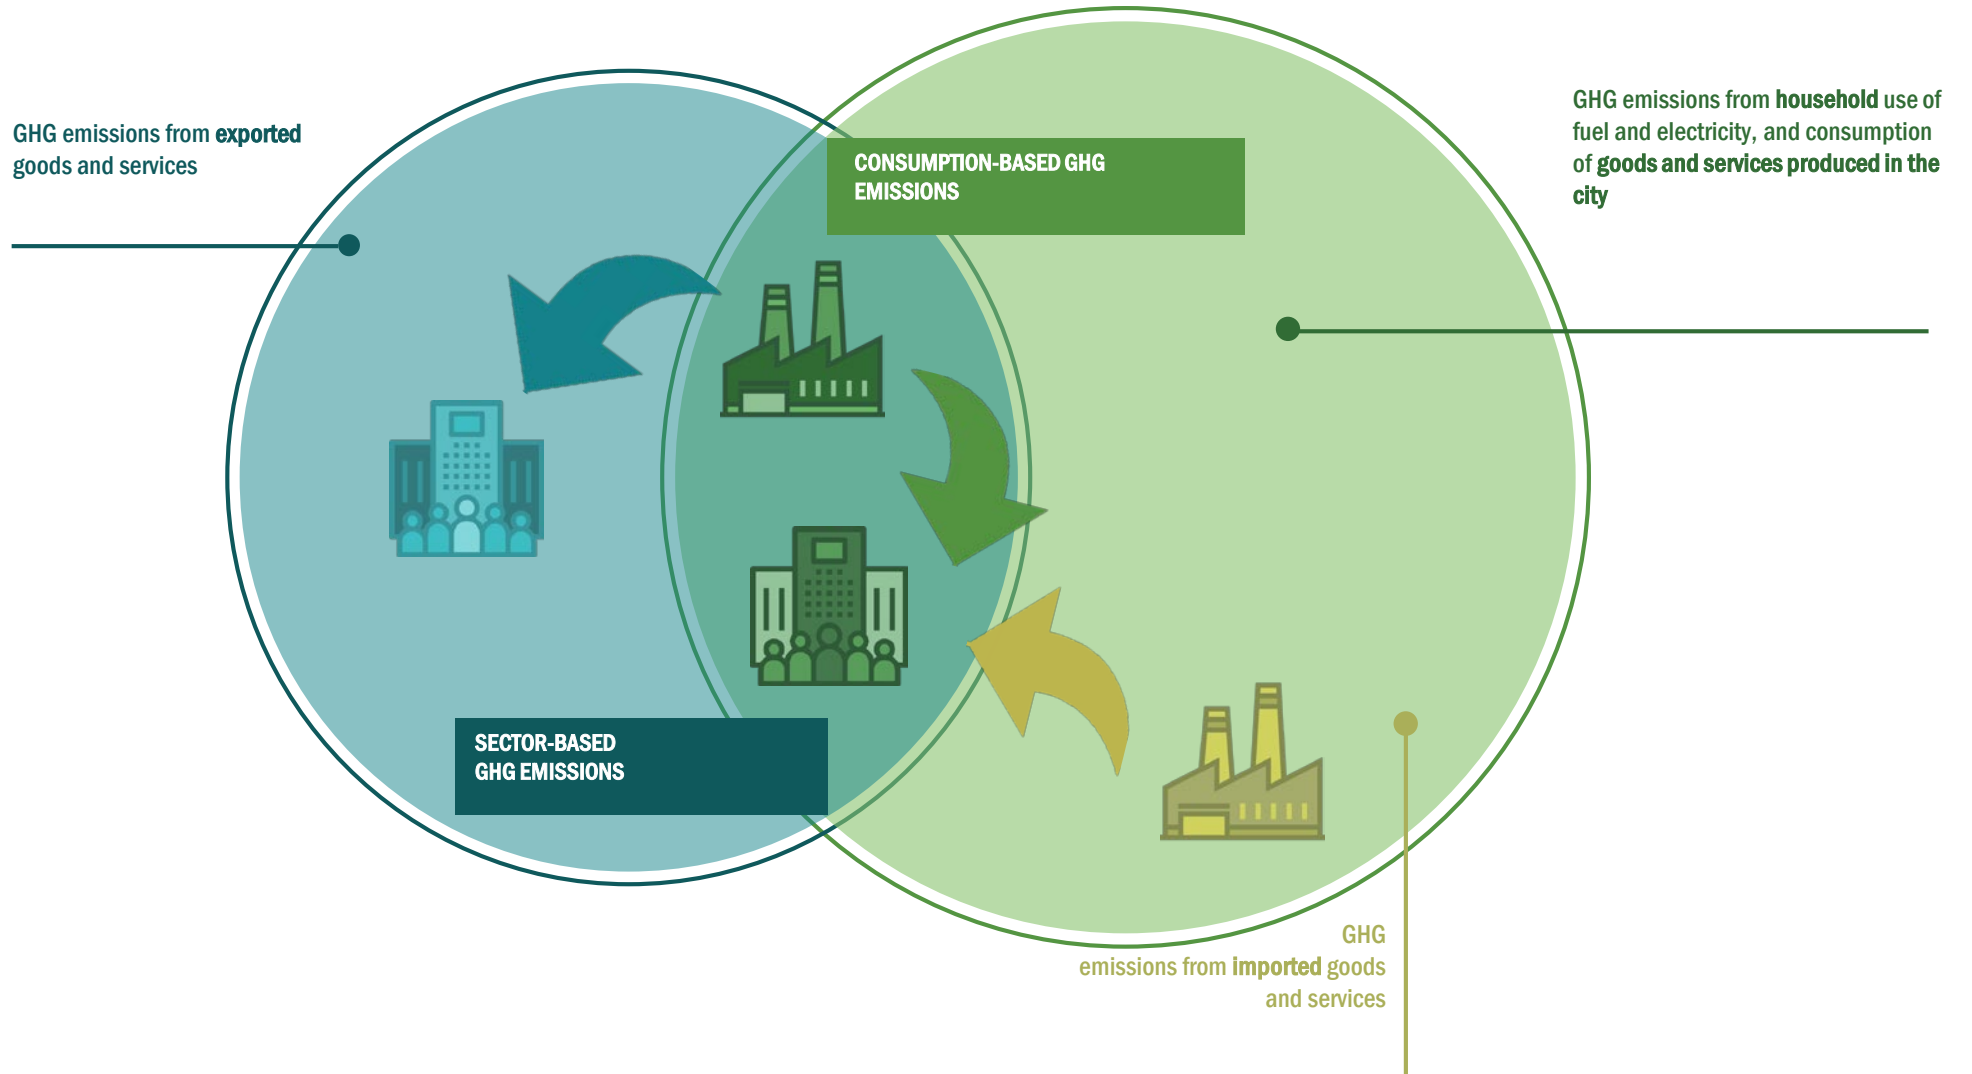 GHG emissions from exported
goods and services
CONSUMPTION-BASED GHG
EMISSIONS
GHG emissions from household use of
fuel and electricity, and consumption
of goods and services produced in the
city
SECTOR-BASED
GHG EMISSIONS
GHG
emissions from imported goods
and services